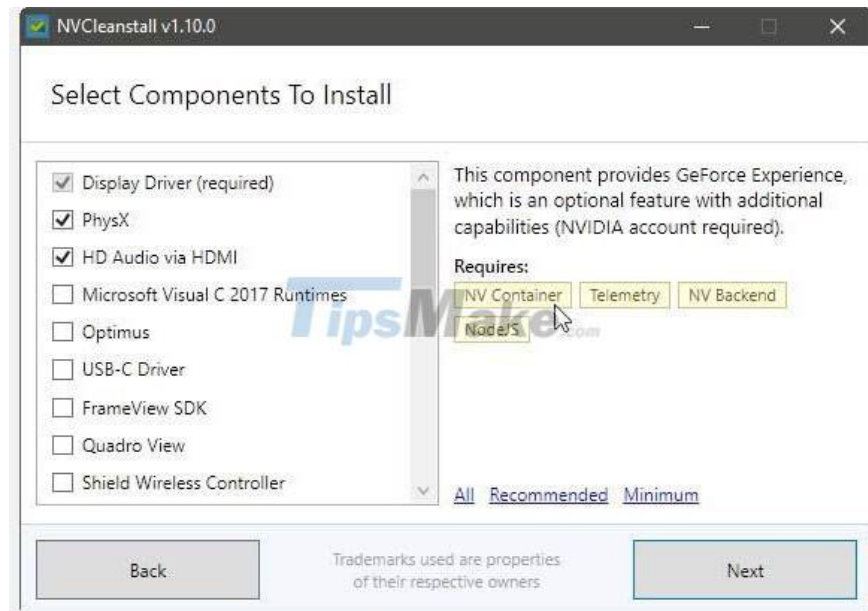 NVCleanstall v1.10.0
Select Components To Install
Display Driver (required)
PhysX
HD Audio via HDMI
Microsoft Visual C 2017 Runtimes
Optimus
USB-C Driver
FrameView SDK
Quadro View
Shield Wireless Controller
This component provides GeForce Experience,
which is an optional feature with additional
capabilities (NVIDIA account required).
Requires:
NV Container Telemetry NV Backend
NodeJS
TipsMake.com
All Recommended Minimum
Back
Trademarks used are properties
of their respective owners
Next